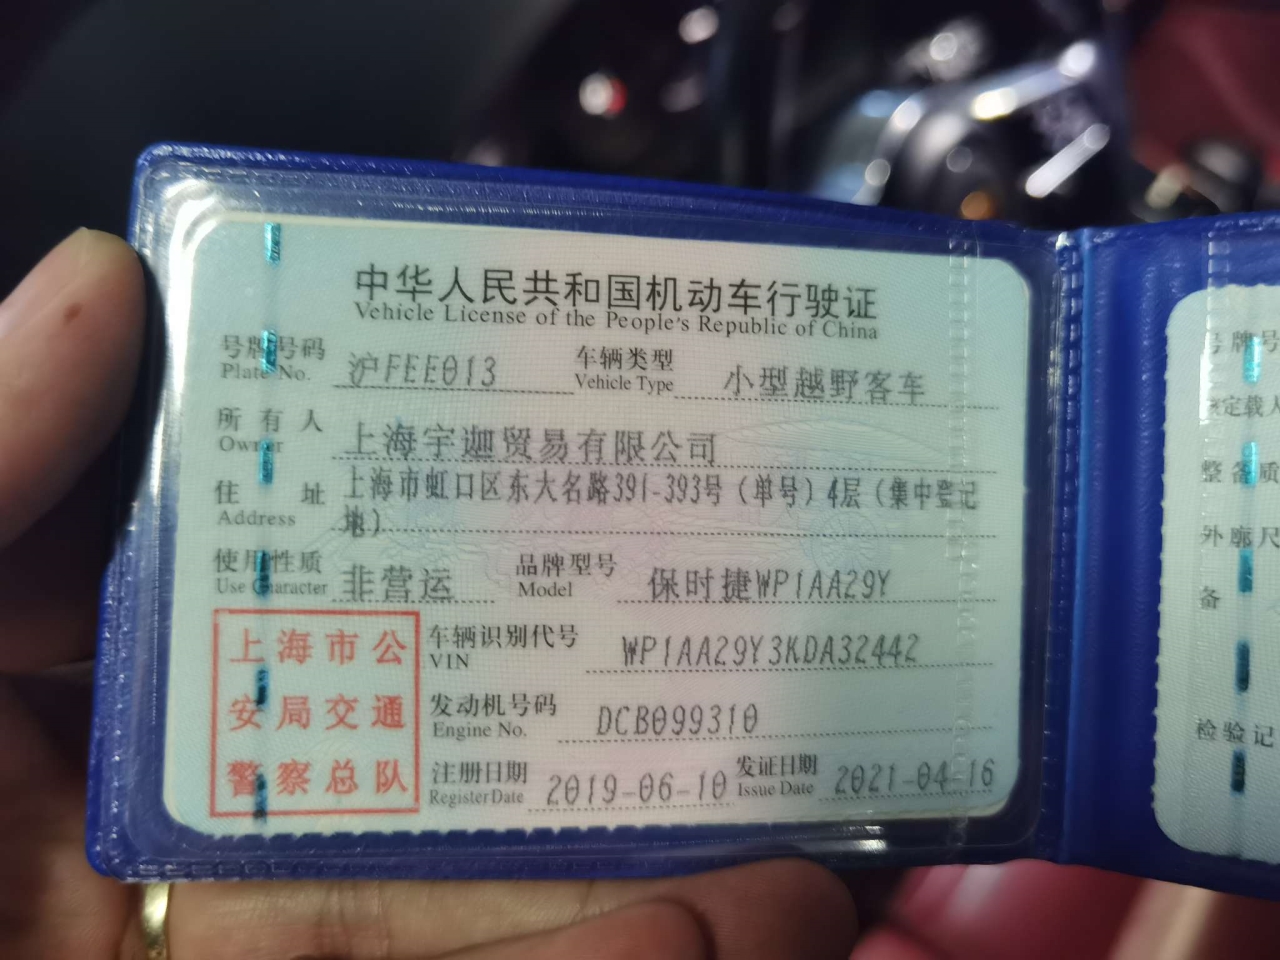 中华人民共和国机动车行驶证
Vehicle License of the People's Republic of China
号牌号码 沪FEE013 车辆类型 小型越野客车
Plate No. Vehicle Type
所有人 上海宇迦贸易有限公司
Owner
住址 上海市虹口区东大名路391-393号（单号）4层（集中登记
Address 地）
使用性质 非营运 品牌型号 保时捷WP1AA29Y
Use Character Model
上海市公
安局交通
警察总队
车辆识别代号 WP1AA29Y3KDA32442
VIN
发动机号码 DCB099310
Engine No.
注册日期 2019-06-10 发证日期 2021-04-16
Register Date Issue Date
号牌号
定载人
整备质
外廓尺
备
检验记